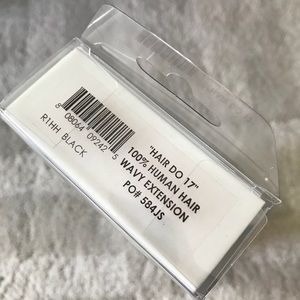 "HAIR DO 17"
100% HUMAN HAIR
WAVY EXTENSION
PO# 584JS
8 08064 09242 5
R1HH BLACK